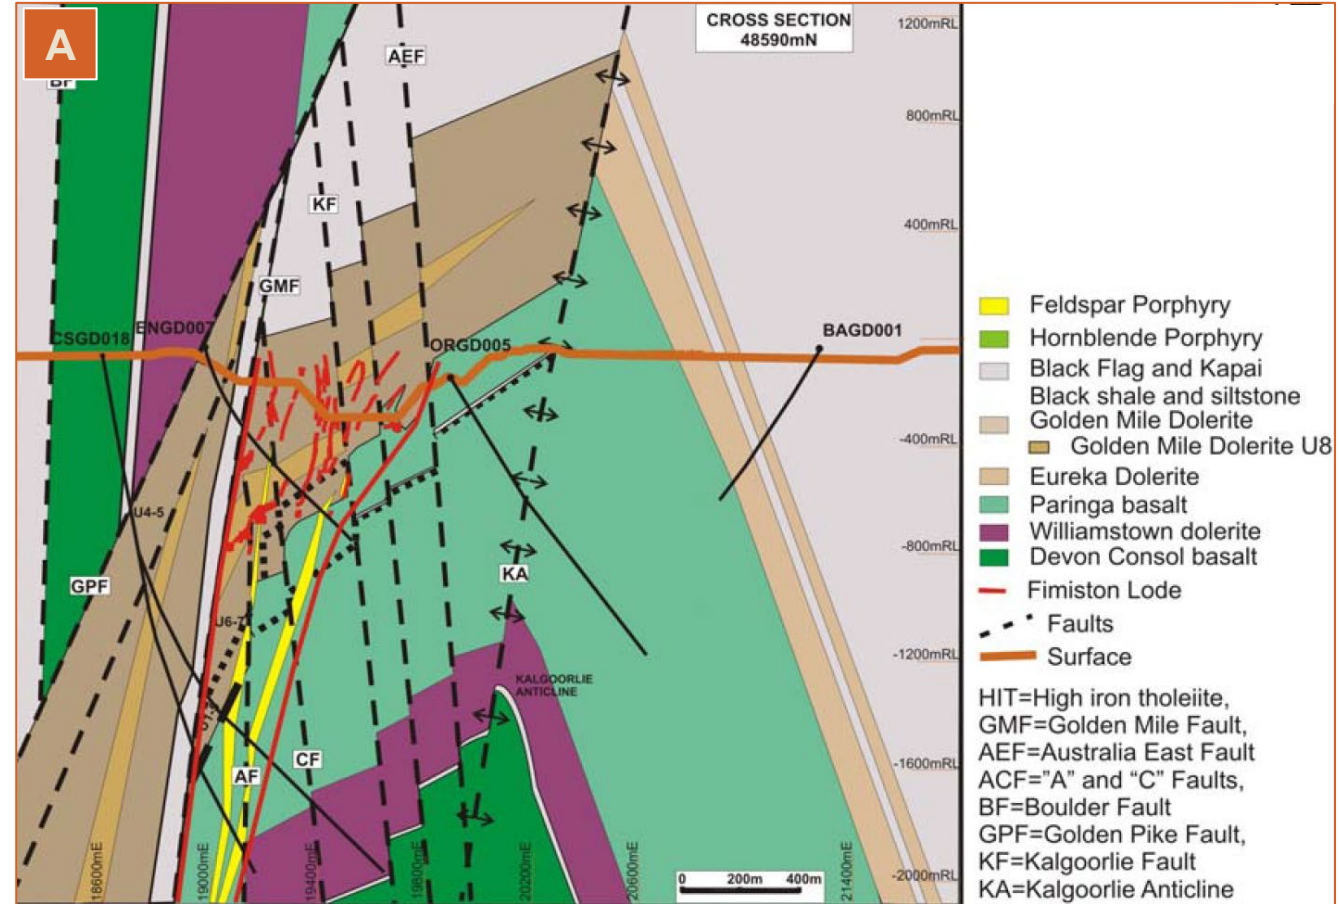 A
BF
AEF
CROSS SECTION
48590mN
1200mRL
800mRL
KF
400mRL
GMF
CSGD018
ENGD007
ORGD005
BAGD001
-400mRL
U4-5
-800mRL
GPF
KA
U6-7
-1200mRL
KALGOORLIE
ANTICLINE
CF
AF
-1600mRL
18600mE
19000mE
19400mE
19800mE
20200mE
20600mE
21400mE
0 200m 400m
-2000mRL
Feldspar Porphyry
Hornblende Porphyry
Black Flag and Kapai
Black shale and siltstone
Golden Mile Dolerite
Golden Mile Dolerite U8
Eureka Dolerite
Paringa basalt
Williamstown dolerite
Devon Consol basalt
Fimiston Lode
Faults
Surface
HIT=High iron tholeiite,
GMF=Golden Mile Fault,
AEF=Australia East Fault
ACF="A" and “C” Faults,
BF=Boulder Fault
GPF=Golden Pike Fault,
KF=Kalgoorlie Fault
KA=Kalgoorlie Anticline